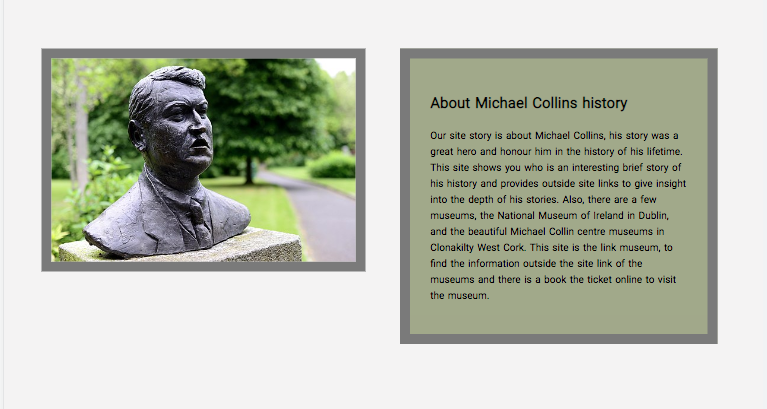 About Michael Collins history
Our site story is about Michael Collins, his story was a
great hero and honour him in the history of his lifetime.
This site shows you who is an interesting brief story of
his history and provides outside site links to give insight
into the depth of his stories. Also, there are a few
museums, the National Museum of Ireland in Dublin,
and the beautiful Michael Collin centre museums in
Clonakilty West Cork. This site is the link museum, to
find the information outside the site link of the
museums and there is a book the ticket online to visit
the museum.